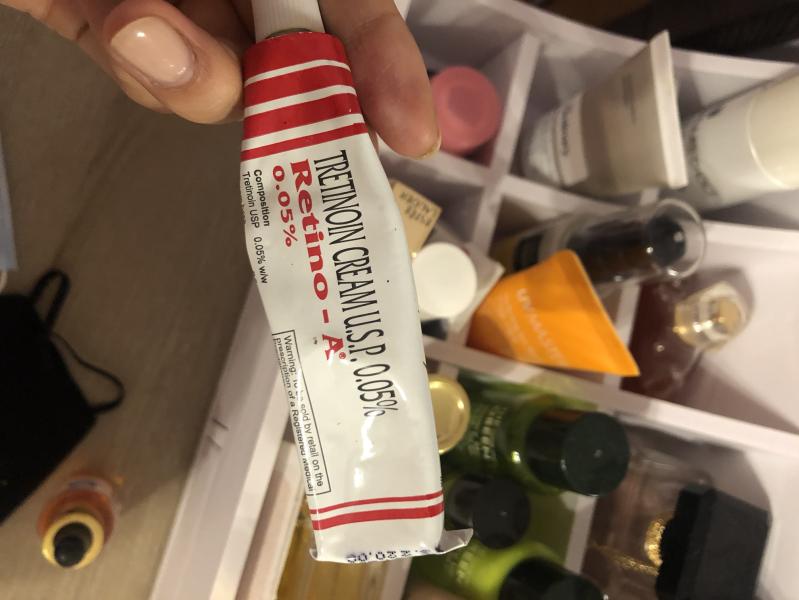 TRETINOIN CREAM U.S.P. 0.05%
Retino - A®
0.05%
Composition
Tretinoin USP 0.05% w/w
Warning: To be sold by retail on the
prescription of a Registered Medical